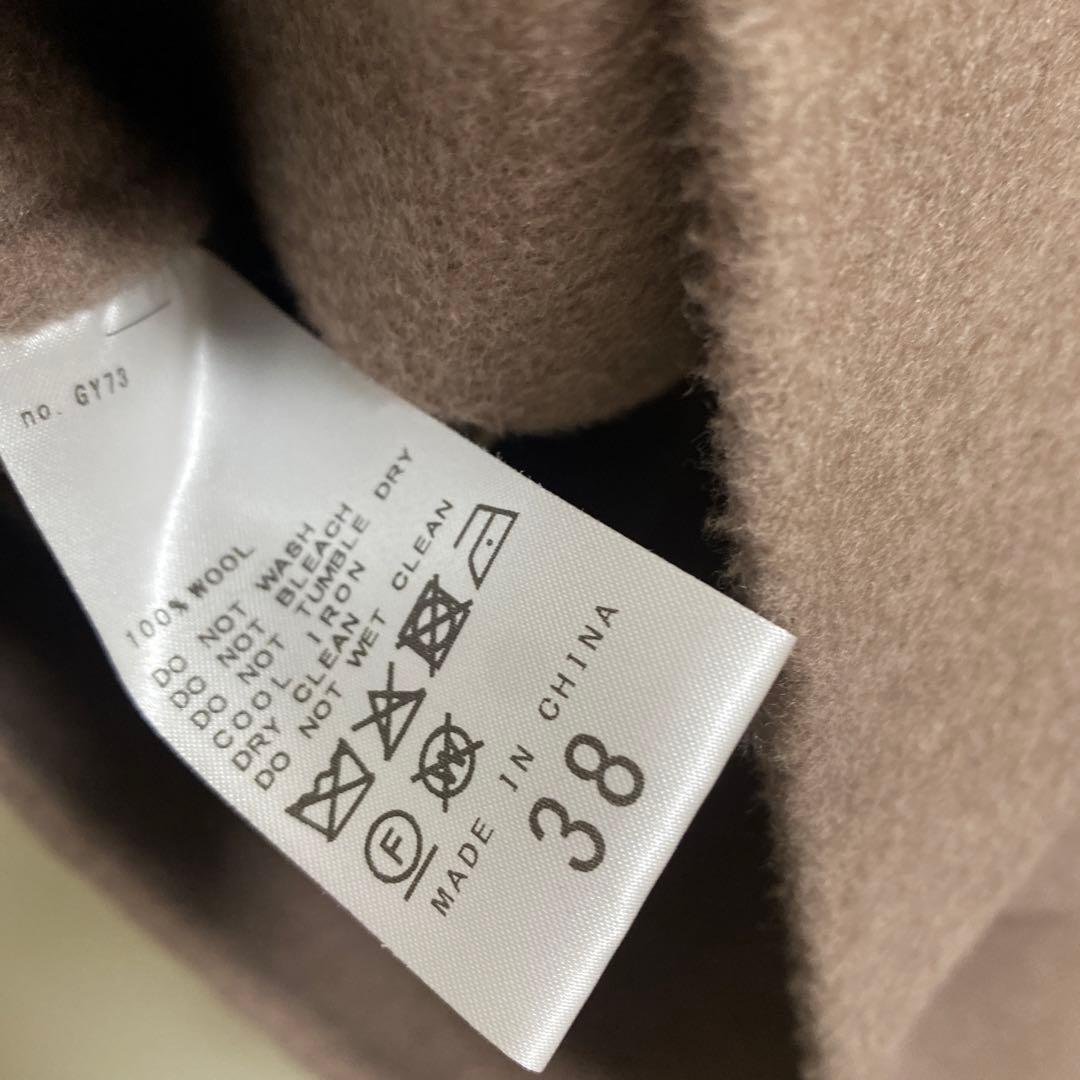 no. GY73
100% WOOL
DO NOT WASH
DO NOT BLEACH
DO NOT TUMBLE DRY
COOL IRON
DRY CLEAN
DO NOT WET CLEAN
F
W
MADE IN CHINA
38